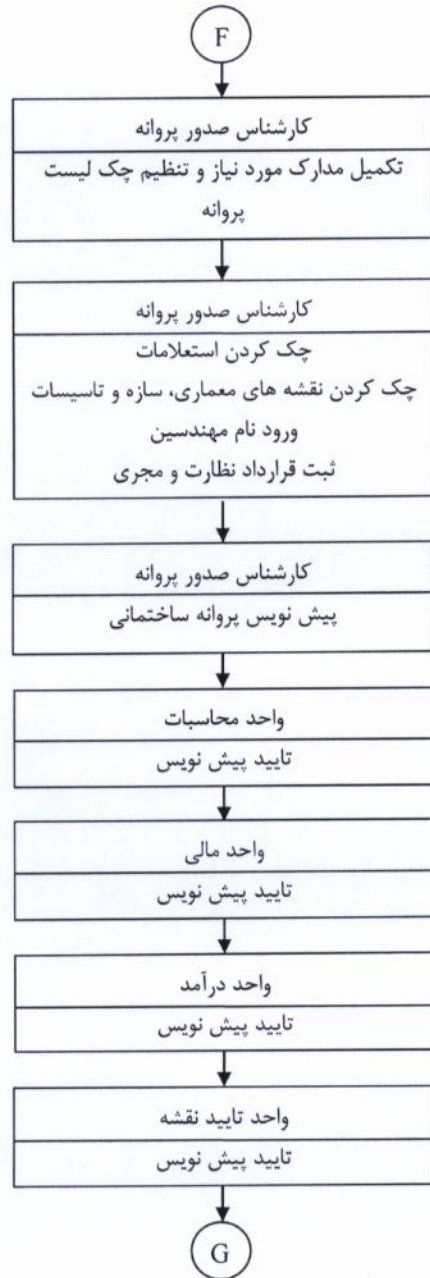 F
کارشناس صدور پروانه
تکمیل مدارک مورد نیاز و تنظیم چک لیست
پروانه
کارشناس صدور پروانه
چک کردن استعلامات
چک کردن نقشه های معماری، سازه و تاسیسات
ورود نام مهندسین
ثبت قرارداد نظارت و مجری
کارشناس صدور پروانه
پیش نویس پروانه ساختمانی
واحد محاسبات
تایید پیش نویس
واحد مالی
تایید پیش نویس
واحد درآمد
تایید پیش نویس
واحد تایید نقشه
تایید پیش نویس
G